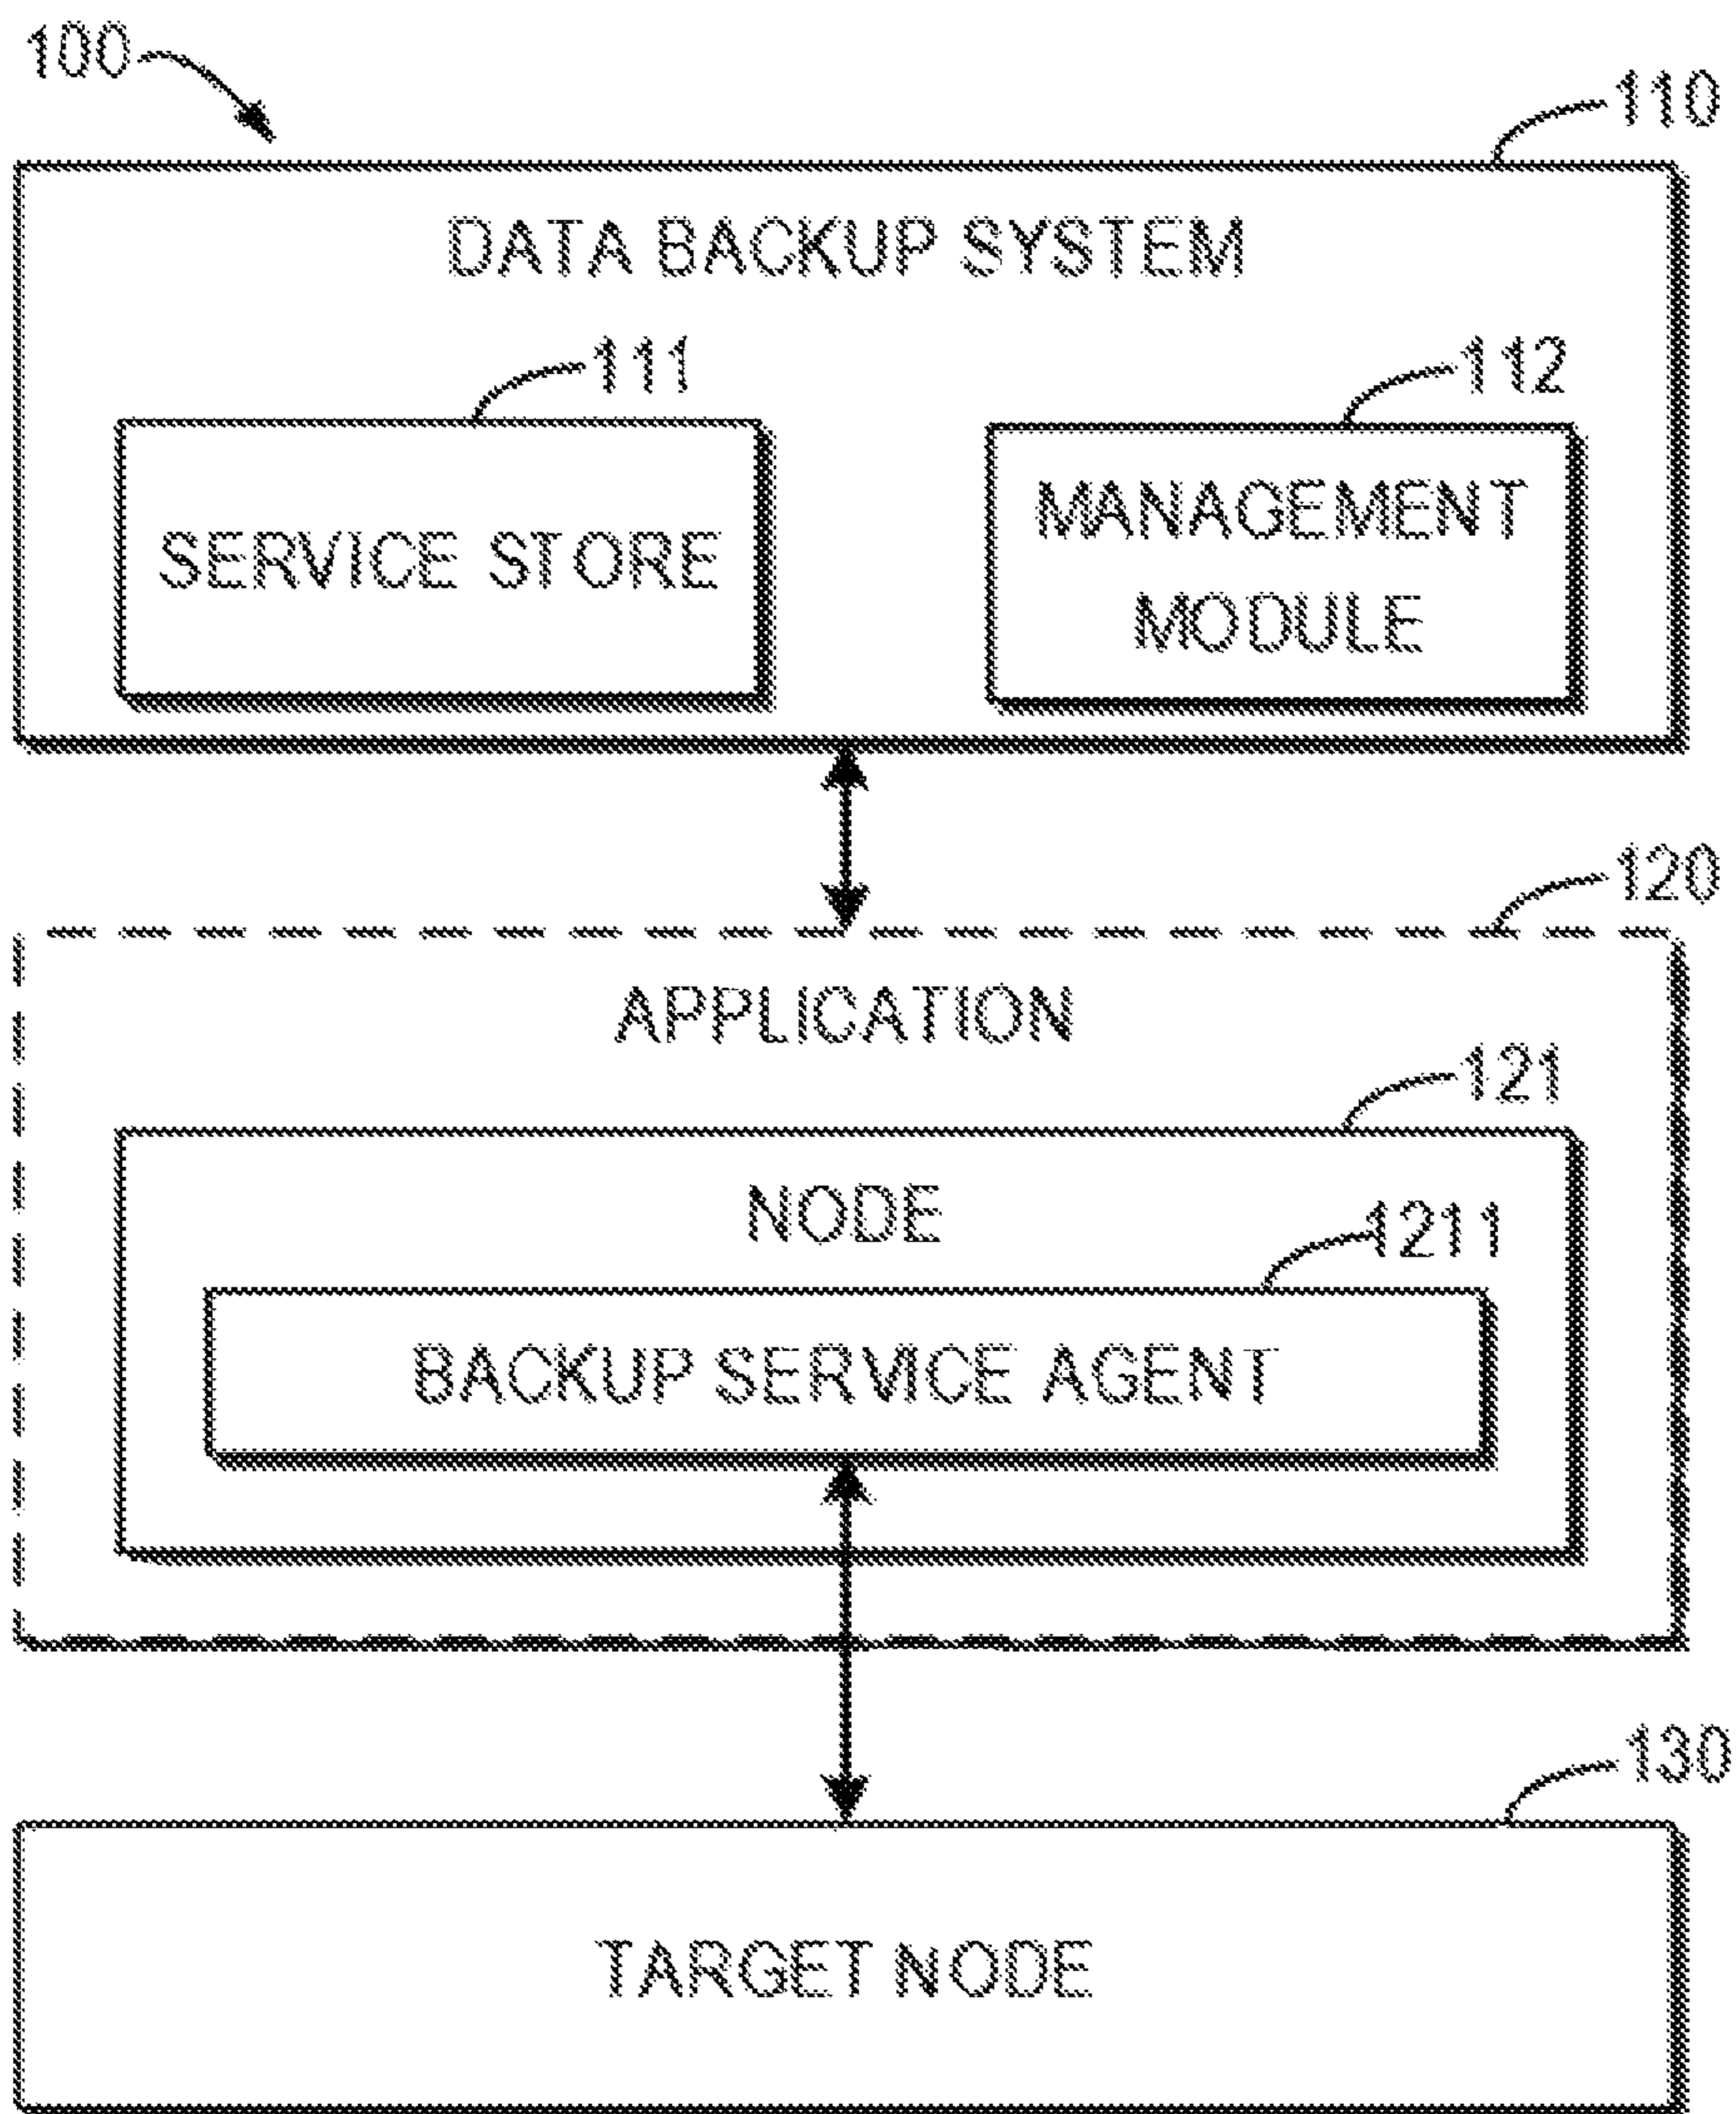 100
110
DATA BACKUP SYSTEM
111
112
SERVICE STORE
MANAGEMENT
MODULE
120
APPLICATION
121
NODE
1211
BACKUP SERVICE AGENT
130
TARGET NODE